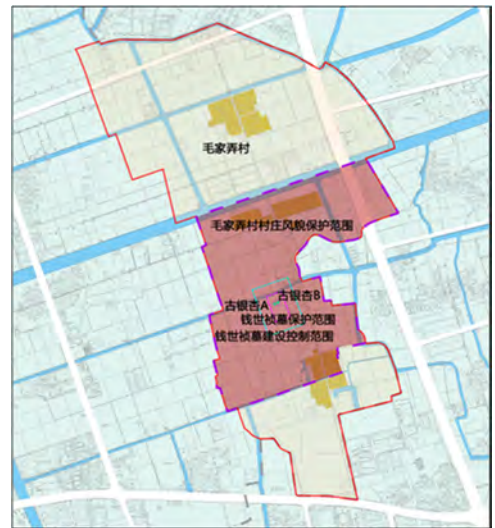 毛家弄村
毛家弄村村庄风貌保护范围
古银杏A
古银杏B
钱世祯墓保护范围
钱世祯墓建设控制范围